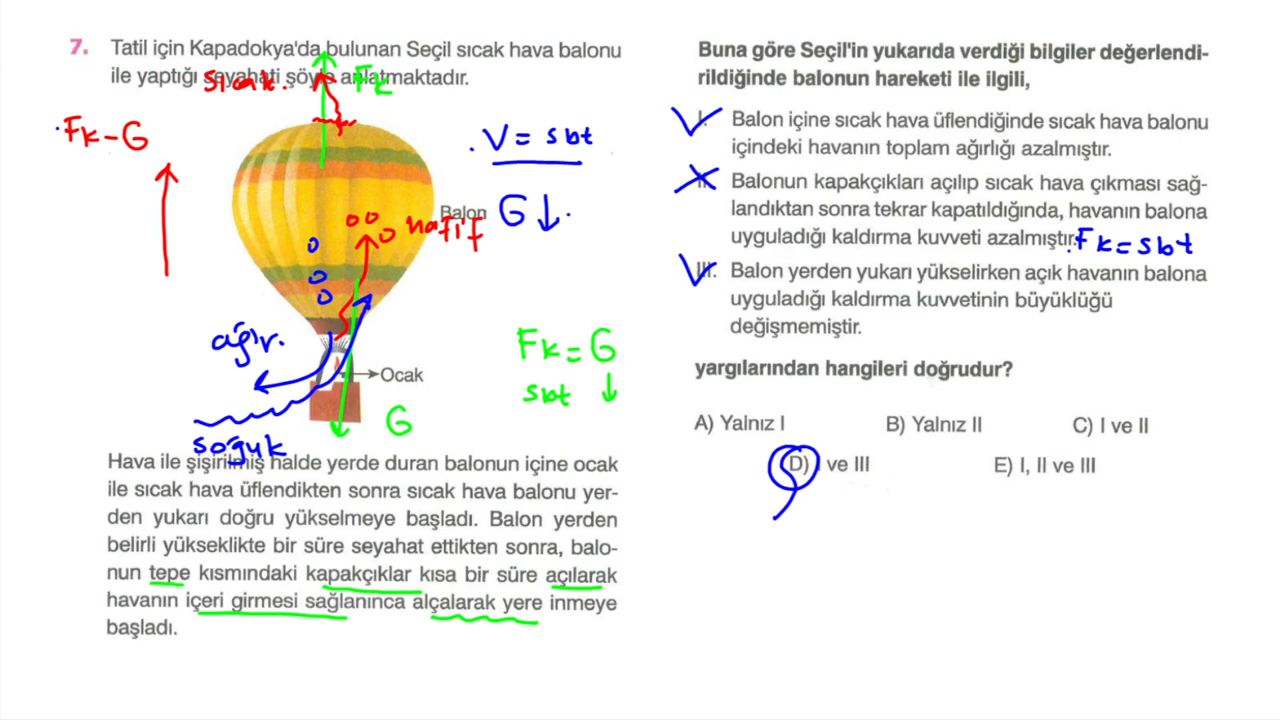 7. Tatil için Kapadokya'da bulunan Seçil sıcak hava balonu
ile yaptığı seyahati şöyle anlatmaktadır.
sıcak.
Fk
Fk-G
V = sbt
Balon
G↓.
hafif
ağır.
Fk = G
sbt ↓
Ocak
G
soğuk
Hava ile şişirilmiş halde yerde duran balonun içine ocak
ile sıcak hava üflendikten sonra sıcak hava balonu yer-
den yukarı doğru yükselmeye başladı. Balon yerden
belirli yükseklikte bir süre seyahat ettikten sonra, balo-
nun tepe kısmındaki kapakçıklar kısa bir süre açılarak
havanın içeri girmesi sağlanınca alçalarak yere inmeye
başladı.
Buna göre Seçil'in yukarıda verdiği bilgiler değerlendi-
rildiğinde balonun hareketi ile ilgili,
I. Balon içine sıcak hava üflendiğinde sıcak hava balonu
içindeki havanın toplam ağırlığı azalmıştır.
II. Balonun kapakçıkları açılıp sıcak hava çıkması sağ-
landıktan sonra tekrar kapatıldığında, havanın balona
uyguladığı kaldırma kuvveti azalmıştır. Fk = sbt
III. Balon yerden yukarı yükselirken açık havanın balona
uyguladığı kaldırma kuvvetinin büyüklüğü
değişmemiştir.
yargılarından hangileri doğrudur?
A) Yalnız I B) Yalnız II C) I ve II
D) I ve III E) I, II ve III